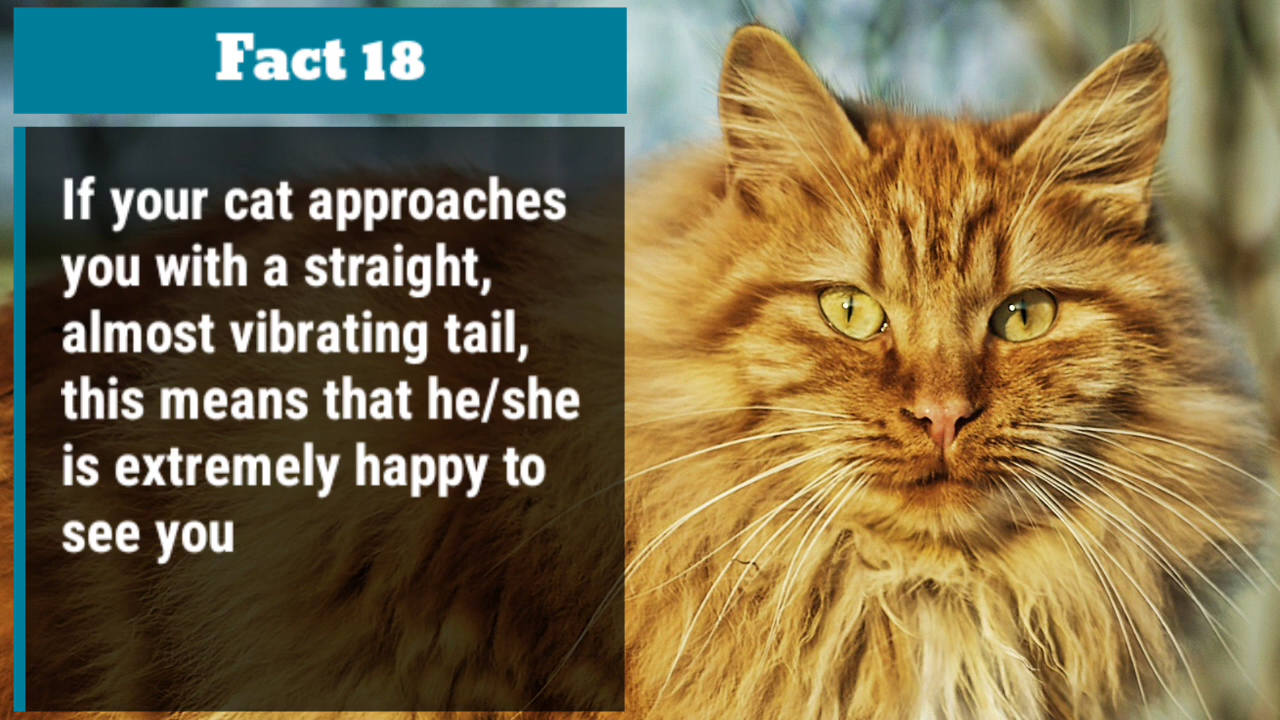 Fact 18
If your cat approaches
you with a straight,
almost vibrating tail,
this means that he/she
is extremely happy to
see you